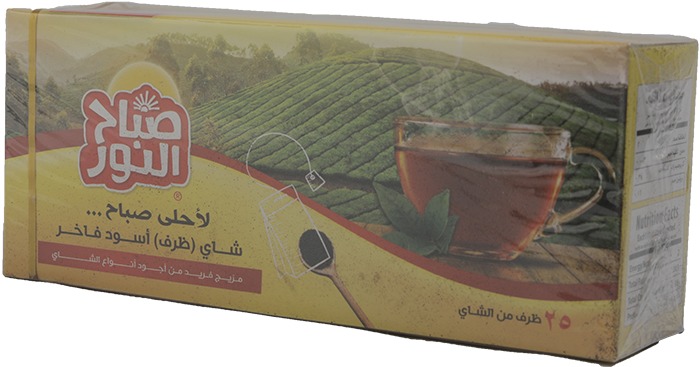 صباح
النور
®
لأحلى صباح ...
شاي (ظرف) أسود فاخر
مزيج فريد من أجود أنواع الشاي
٢٥ ظرف من الشاي
Nutrition Facts